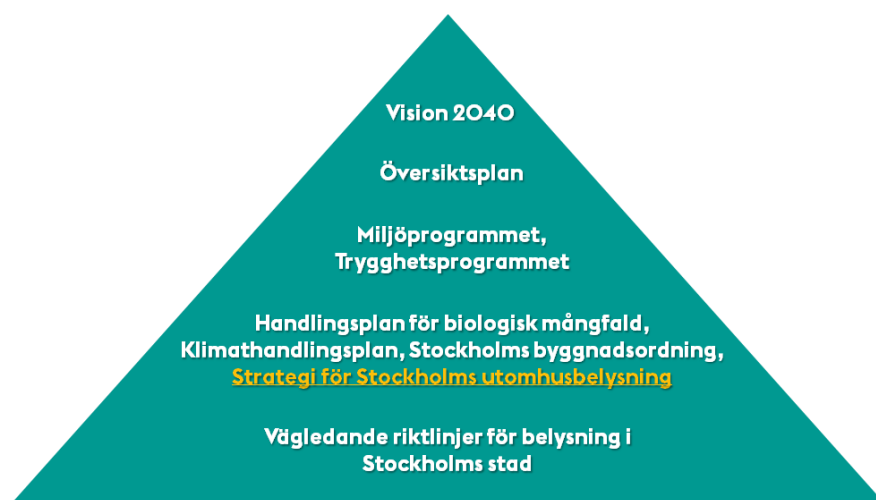 Vision 2040
Översiktsplan
Miljöprogrammet,
Trygghetsprogrammet
Handlingsplan för biologisk mångfald,
Klimathandlingsplan, Stockholms byggnadsordning,
Strategi för Stockholms utomhusbelysning
Vägledande riktlinjer för belysning i
Stockholms stad